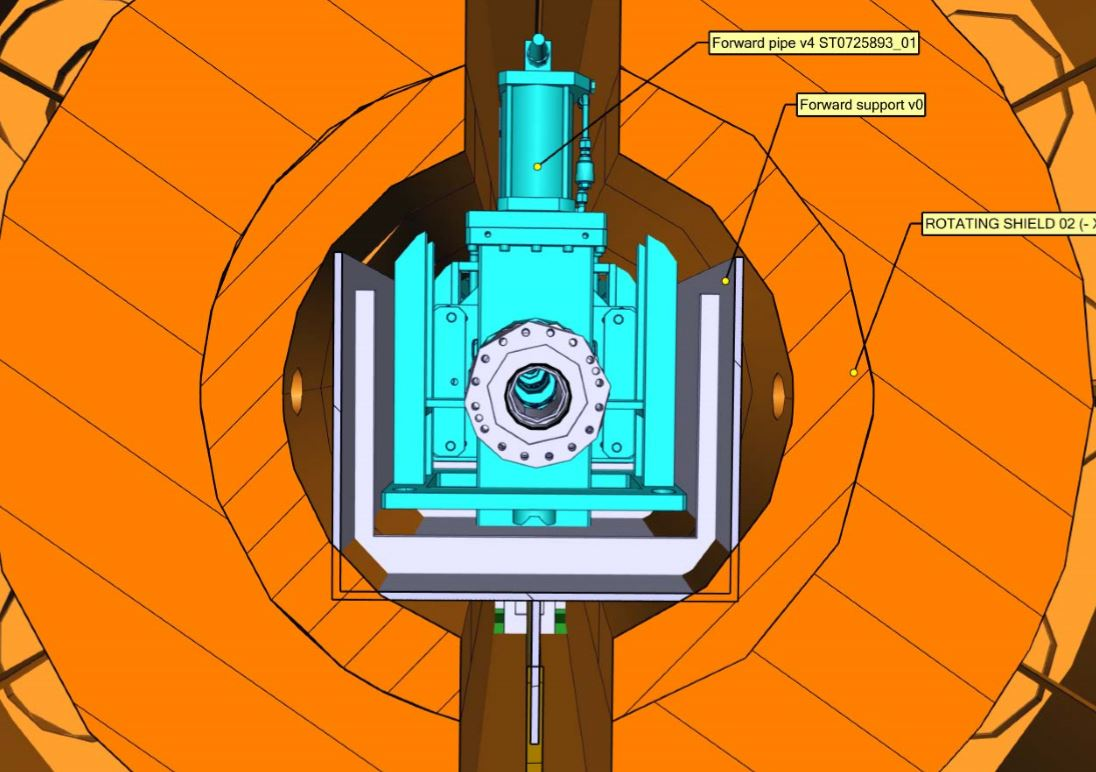 Forward pipe v4 ST0725893_01
Forward support v0
ROTATING SHIELD 02 (-